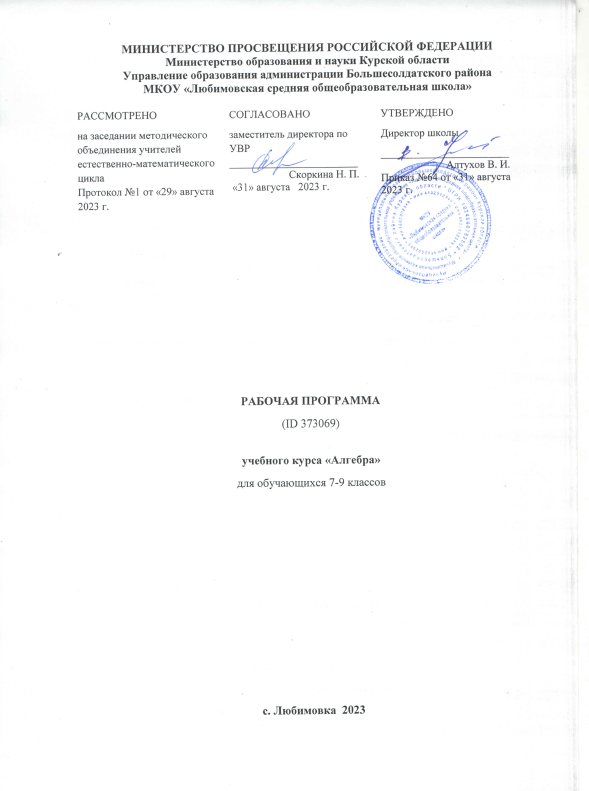 МИНИСТЕРСТВО ПРОСВЕЩЕНИЯ РОССИЙСКОЙ ФЕДЕРАЦИИ
Министерство образования и науки Курской области
Управление образования администрации Большесолдатского района
МКОУ «Любимовская средняя общеобразовательная школа»
РАССМОТРЕНО
на заседании методического
объединения учителей
естественно-математического
цикла
Протокол №1 от «29» августа
2023 г.
СОГЛАСОВАНО
заместитель директора по
УВР
Скоркина Н. П.
«31» августа 2023 г.
УТВЕРЖДЕНО
Директор школы
Алтухов В. И.
Приказ №64 от «31» августа
2023 г.
РАБОЧАЯ ПРОГРАММА
(ID 373069)
учебного курса «Алгебра»
для обучающихся 7-9 классов
с. Любимовка 2023